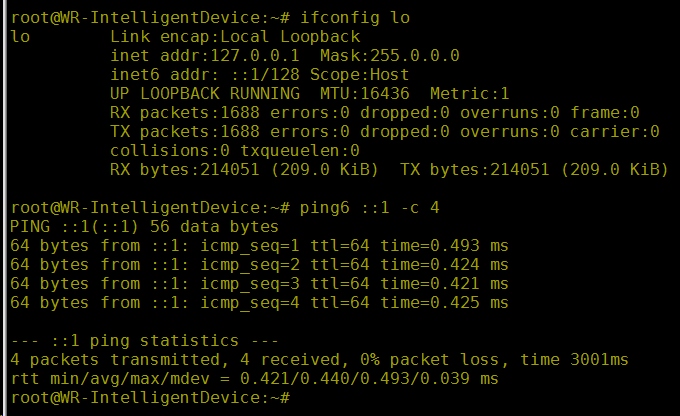 root@WR-IntelligentDevice:~# ifconfig lo
lo        Link encap:Local Loopback
          inet addr:127.0.0.1  Mask:255.0.0.0
          inet6 addr: ::1/128 Scope:Host
          UP LOOPBACK RUNNING  MTU:16436  Metric:1
          RX packets:1688 errors:0 dropped:0 overruns:0 frame:0
          TX packets:1688 errors:0 dropped:0 overruns:0 carrier:0
          collisions:0 txqueuelen:0
          RX bytes:214051 (209.0 KiB)  TX bytes:214051 (209.0 KiB)

root@WR-IntelligentDevice:~# ping6 ::1 -c 4
PING ::1(::1) 56 data bytes
64 bytes from ::1: icmp_seq=1 ttl=64 time=0.493 ms
64 bytes from ::1: icmp_seq=2 ttl=64 time=0.424 ms
64 bytes from ::1: icmp_seq=3 ttl=64 time=0.421 ms
64 bytes from ::1: icmp_seq=4 ttl=64 time=0.425 ms

--- ::1 ping statistics ---
4 packets transmitted, 4 received, 0% packet loss, time 3001ms
rtt min/avg/max/mdev = 0.421/0.440/0.493/0.039 ms
root@WR-IntelligentDevice:~#